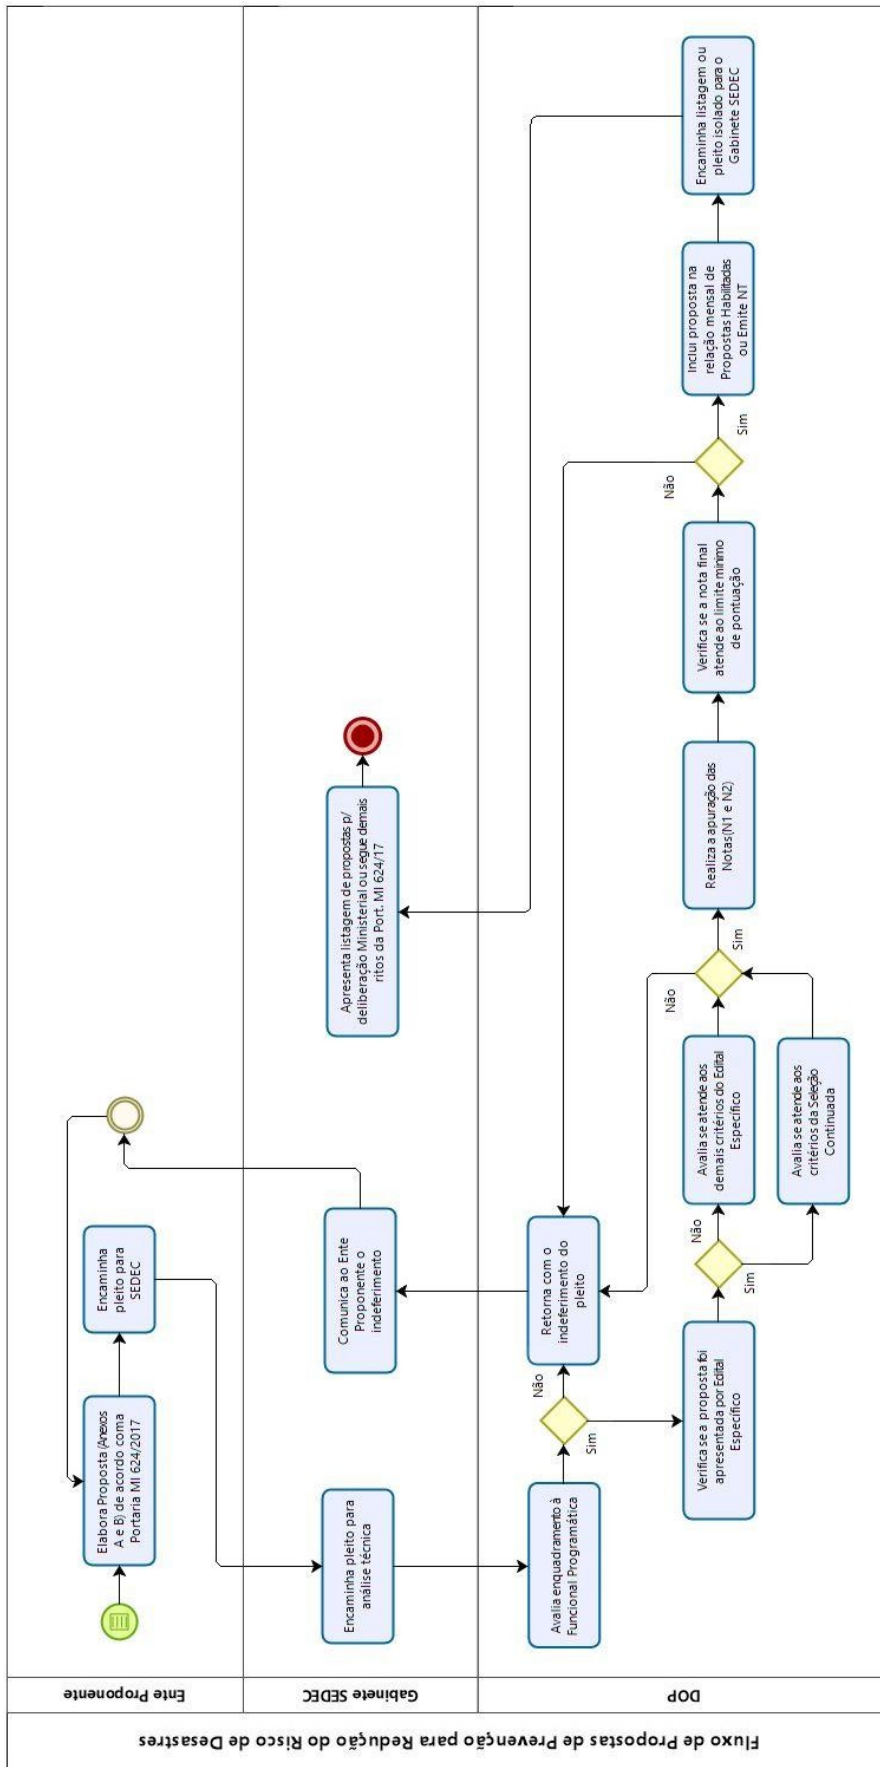 Fluxo de Propostas de Prevenção para Redução do Risco de Desastres
Ente Proponente
Elabora Proposta (Anexos
A e B) de acordo com a
Portaria MI 624/2017
Encaminha
pleito para
SEDEC
Gabinete SEDEC
Encaminha pleito para
análise técnica
Comunica ao Ente
Proponente o
indeferimento
Apresenta listagem de propostas p/
deliberação Ministerial ou segue demais
ritos da Port. MI 624/17
DOP
Avalia enquadramento à
Funcional Programática
Não
Sim
Retorna com o
indeferimento do
pleito
Verifica se a proposta foi
apresentada por Edital
Específico
Não
Sim
Avalia se atende aos
demais critérios do Edital
Específico
Avalia se atende aos
critérios da Seleção
Continuada
Não
Sim
Realiza a apuração das
Notas(N1 e N2)
Verifica se a nota final
atende ao limite mínimo
de pontuação
Não
Sim
Inclui proposta na
relação mensal de
Propostas Habilitadas
ou Emite NT
Encaminha listagem ou
pleito isolado para o
Gabinete SEDEC